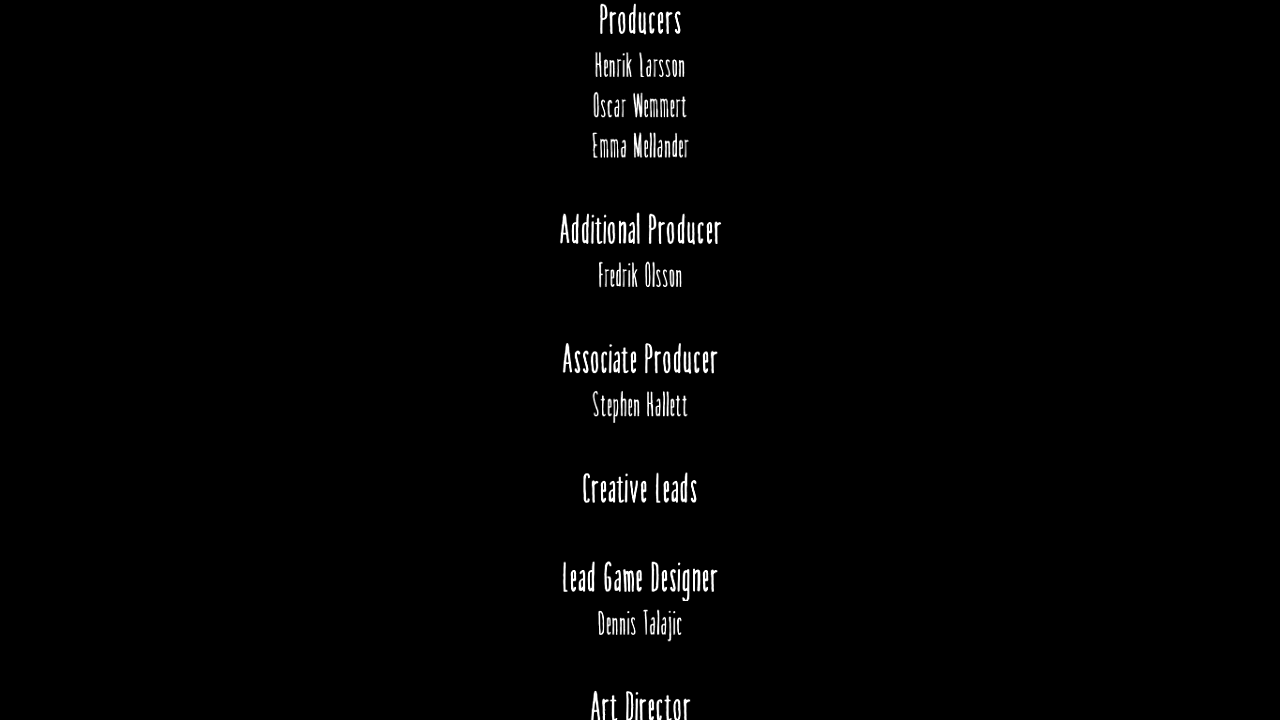 Producers
Henrik Larsson
Oscar Wemmert
Emma Mellander
Additional Producer
Fredrik Olsson
Associate Producer
Stephen Hallett
Creative Leads
Lead Game Designer
Dennis Talajic
Art Director